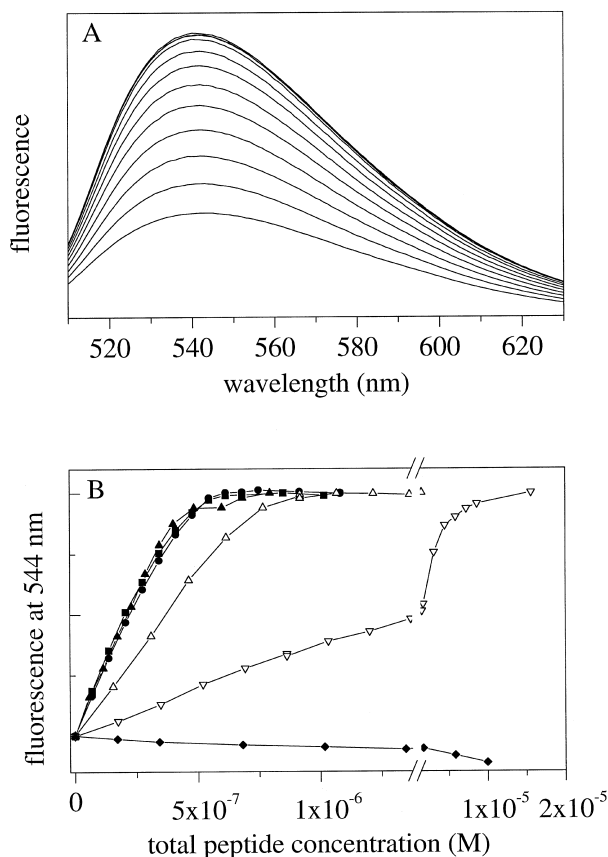 A
fluorescence
520 540 560 580 600 620
wavelength (nm)
B
fluorescence at 544 nm
0 5x10⁻⁷ 1x10⁻⁶ 1x10⁻⁵ 2x10⁻⁵
total peptide concentration (M)